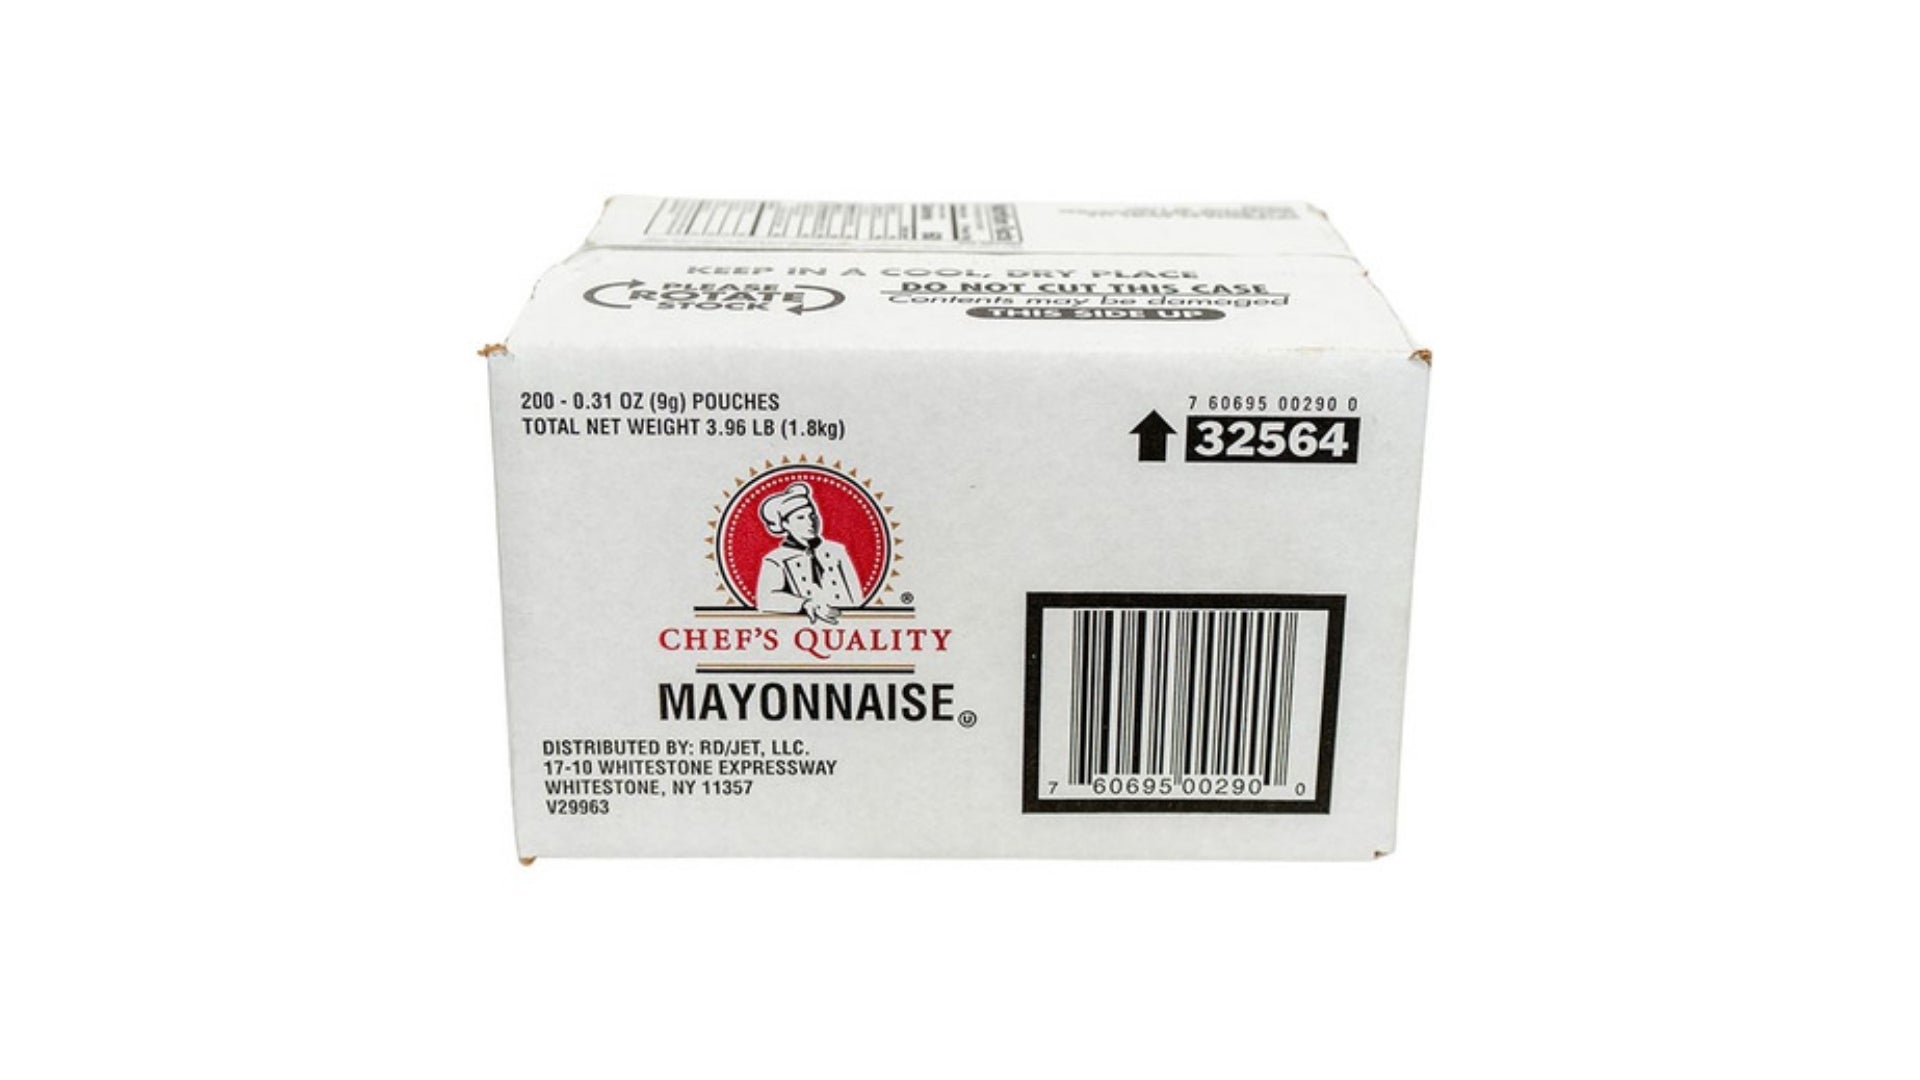 KEEP IN A COOL, DRY PLACE
PLEASE
ROTATE
STOCK
DO NOT CUT THIS CASE
Contents may be damaged
THIS SIDE UP
200 - 0.31 OZ (9g) POUCHES
TOTAL NET WEIGHT 3.96 LB (1.8kg)
7 60695 00290 0
32564
®
CHEF'S QUALITY
MAYONNAISE Ⓤ
DISTRIBUTED BY: RD/JET, LLC.
17-10 WHITESTONE EXPRESSWAY
WHITESTONE, NY 11357
V29963
7 60695 00290 0